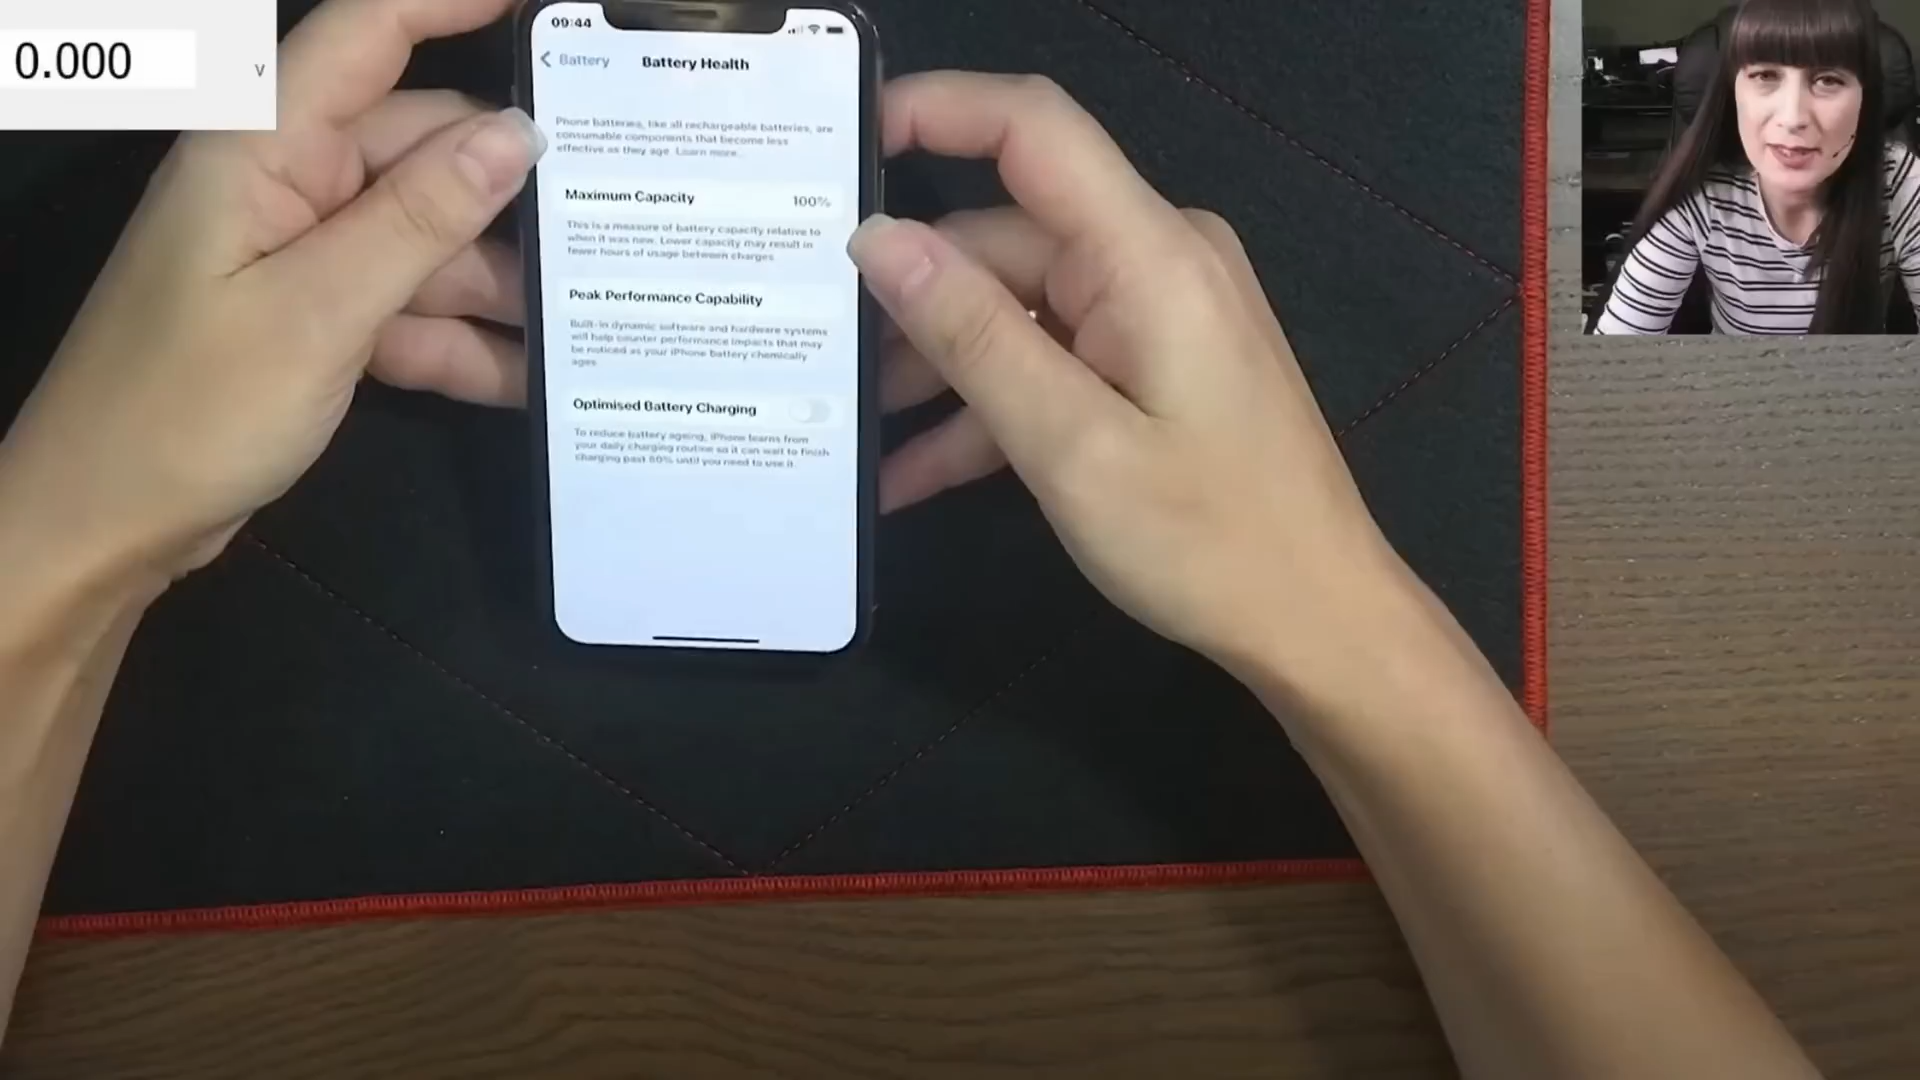 0.000
v
09:44
Battery
Battery Health
Phone batteries, like all rechargeable batteries, are
consumable components that become less
effective as they age. Learn more...
Maximum Capacity 100%
This is a measure of battery capacity relative to
when it was new. Lower capacity may result in
fewer hours of usage between charges.
Peak Performance Capability
Built-in dynamic software and hardware systems
will help counter performance impacts that may
be noticed as your iPhone battery chemically
ages.
Optimised Battery Charging
To reduce battery ageing, iPhone learns from
your daily charging routine so it can wait to finish
charging past 80% until you need to use it.